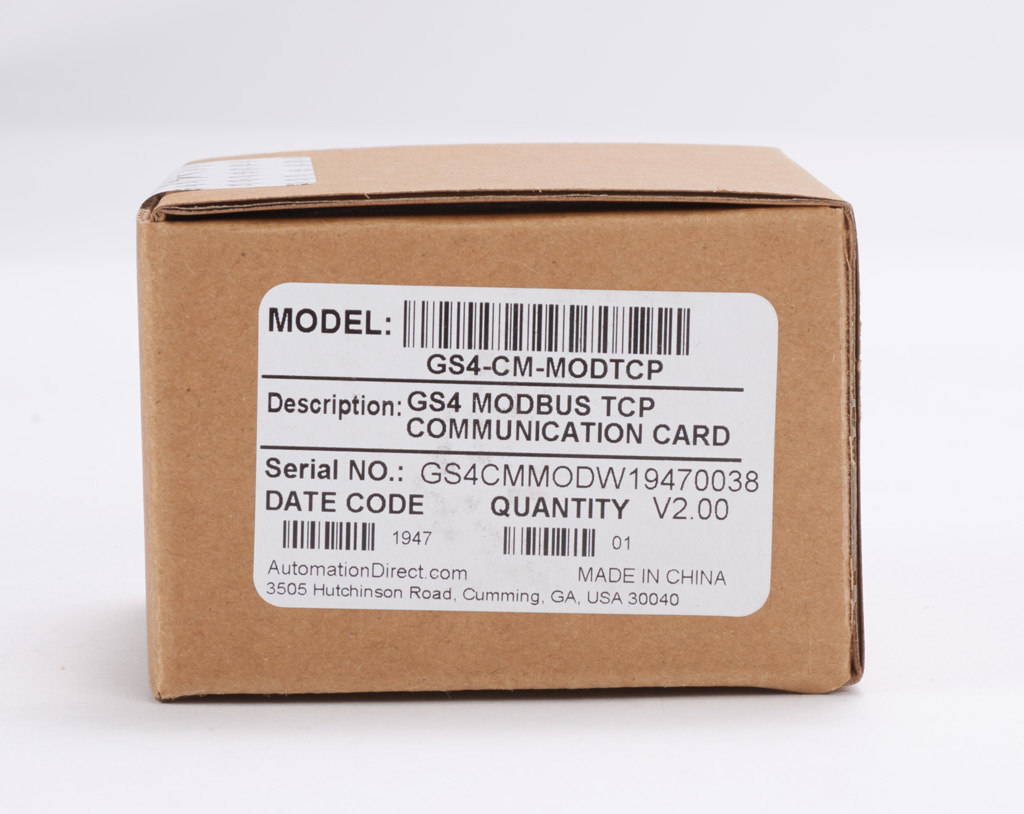 MODEL:
GS4-CM-MODTCP
Description: GS4 MODBUS TCP
COMMUNICATION CARD
Serial NO.: GS4CMMODW19470038
DATE CODE QUANTITY V2.00
1947 01
AutomationDirect.com MADE IN CHINA
3505 Hutchinson Road, Cumming, GA, USA 30040